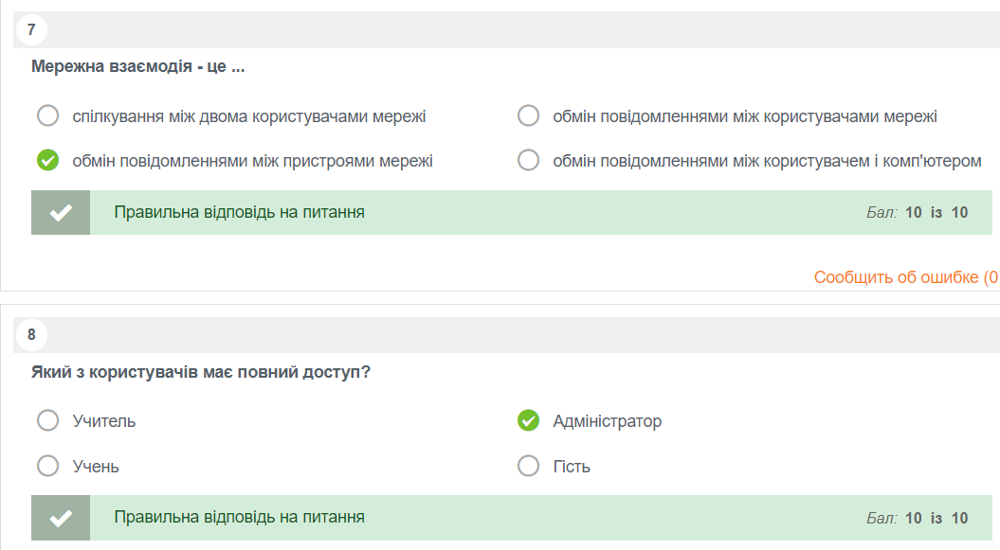 7
Мережна взаємодія - це ...
спілкування між двома користувачами мережі
обмін повідомленнями між користувачами мережі
обмін повідомленнями між пристроями мережі
обмін повідомленнями між користувачем і комп'ютером
Правильна відповідь на питання
Бал: 10 із 10
Сообщить об ошибке (0)
8
Який з користувачів має повний доступ?
Учитель
Адміністратор
Учень
Гість
Правильна відповідь на питання
Бал: 10 із 10